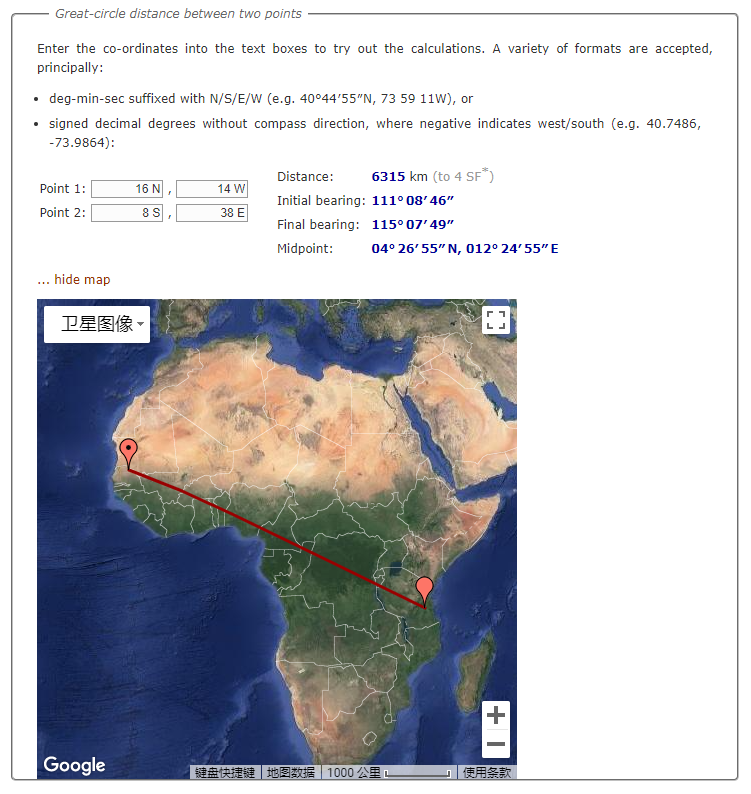 Great-circle distance between two points
Enter the co-ordinates into the text boxes to try out the calculations. A variety of formats are accepted,
principally:
• deg-min-sec suffixed with N/S/E/W (e.g. 40°44′55″N, 73 59 11W), or
• signed decimal degrees without compass direction, where negative indicates west/south (e.g. 40.7486,
-73.9864):
Point 1: 16 N , 14 W
Point 2: 8 S , 38 E
Distance: 6315 km (to 4 SF*)
Initial bearing: 111° 08′ 46″
Final bearing: 115° 07′ 49″
Midpoint: 04° 26′ 55″ N, 012° 24′ 55″ E
... hide map
卫星图像
Google
键盘快捷键 地图数据 1000 公里 使用条款